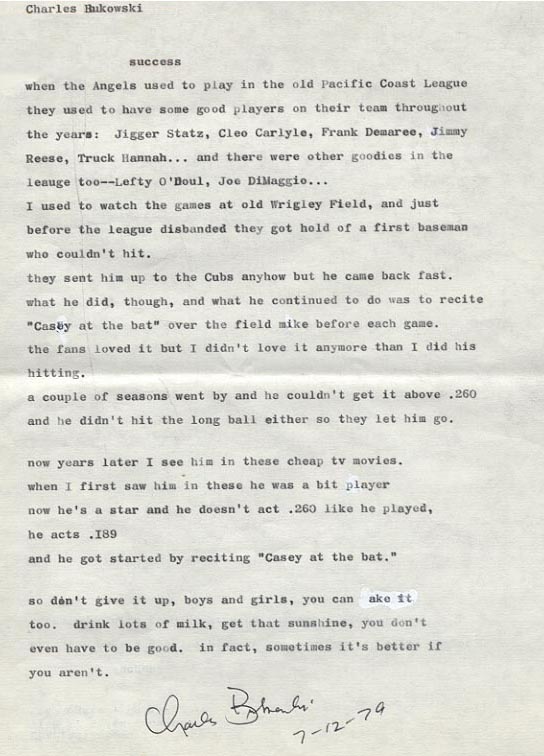 Charles Bukowski
success
when the Angels used to play in the old Pacific Coast League
they used to have some good players on their team throughout
the years: Jigger Statz, Cleo Carlyle, Frank Demaree, Jimmy
Reese, Truck Hannah... and there were other goodies in the
leauge too--Lefty O'Doul, Joe DiMaggio...
I used to watch the games at old Wrigley Field, and just
before the league disbanded they got hold of a first baseman
who couldn't hit.
they sent him up to the Cubs anyhow but he came back fast.
what he did, though, and what he continued to do was to recite
"Casey at the bat" over the field mike before each game.
the fans loved it but I didn't love it anymore than I did his
hitting.
a couple of seasons went by and he couldn't get it above .260
and he didn't hit the long ball either so they let him go.
now years later I see him in these cheap tv movies.
when I first saw him in these he was a bit player
now he's a star and he doesn't act .260 like he played,
he acts .I89
and he got started by reciting "Casey at the bat."
so don't give it up, boys and girls, you can ake it
too. drink lots of milk, get that sunshine, you don't
even have to be good. in fact, sometimes it's better if
you aren't.
Charles Bukowski
7-12-79